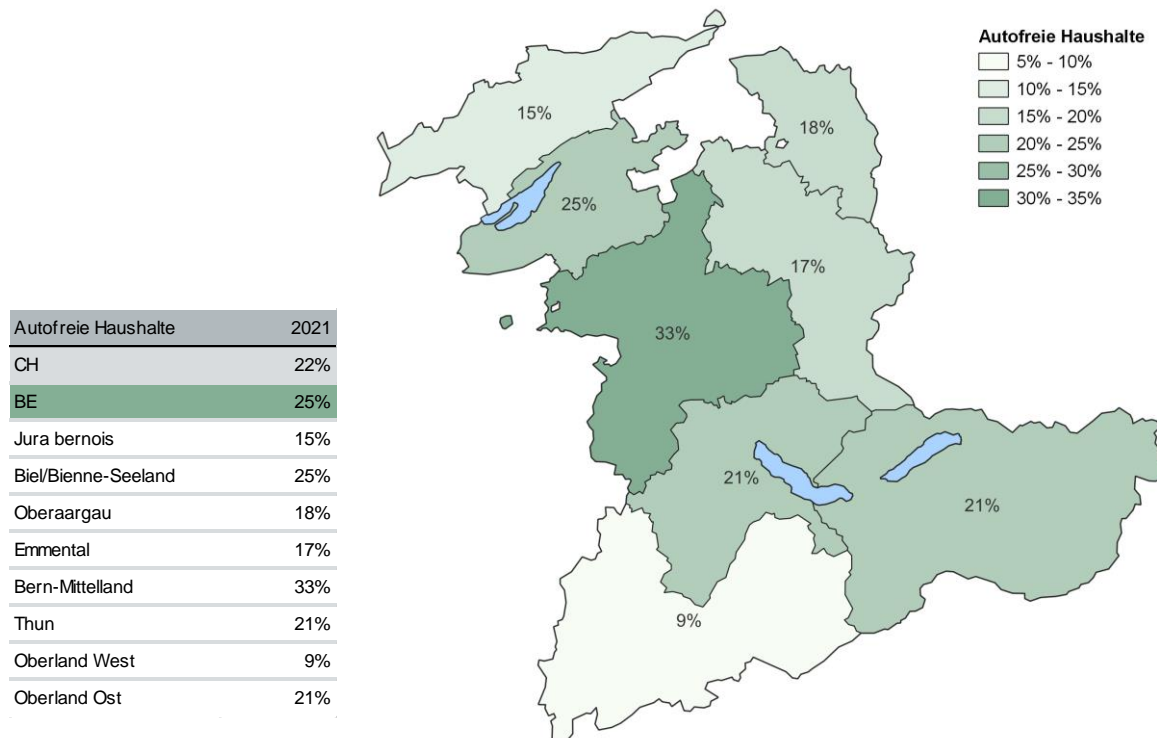 Autofreie Haushalte
5% - 10%
10% - 15%
15% - 20%
20% - 25%
25% - 30%
30% - 35%
15%
18%
25%
17%
33%
21%
21%
9%
Autofreie Haushalte 2021
CH 22%
BE 25%
Jura bernois 15%
Biel/Bienne-Seeland 25%
Oberaargau 18%
Emmental 17%
Bern-Mittelland 33%
Thun 21%
Oberland West 9%
Oberland Ost 21%